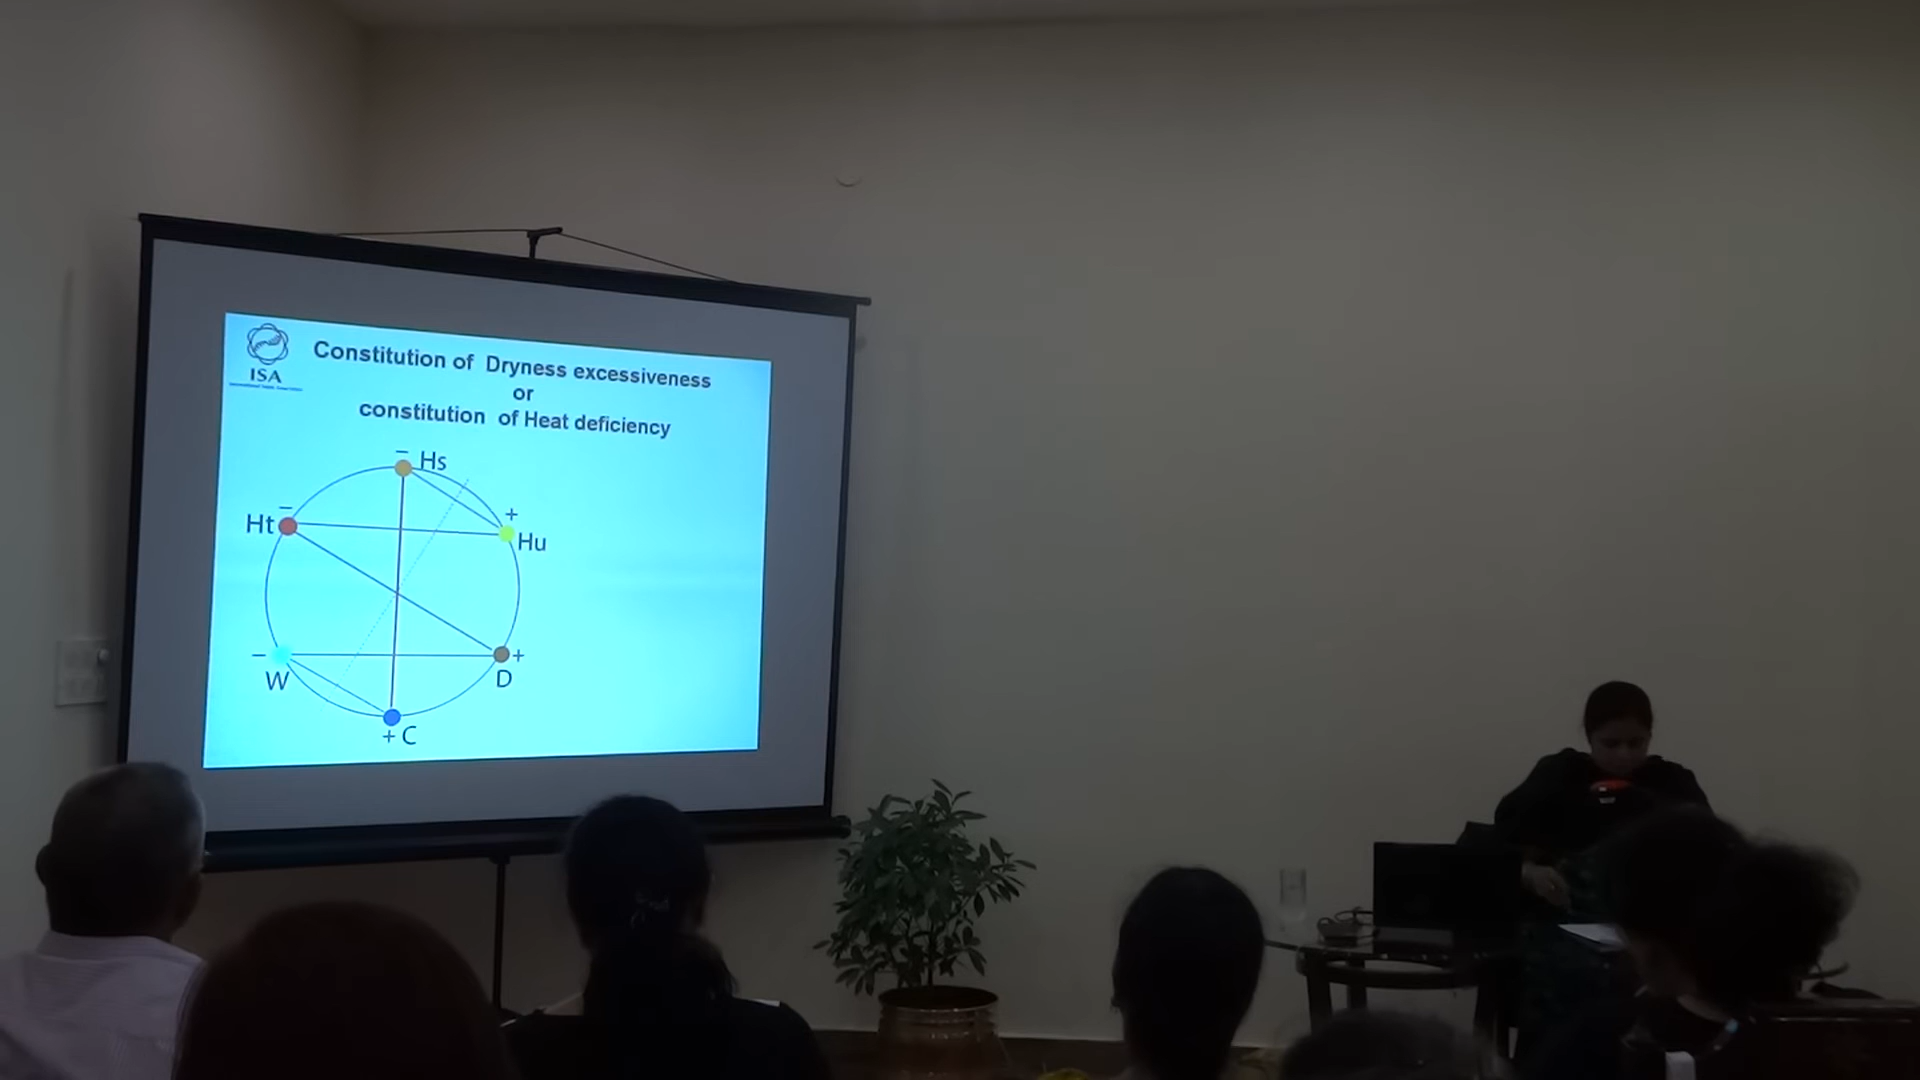 ISA
Constitution of Dryness excessiveness
or
constitution of Heat deficiency
− Hs
− Ht
+ Hu
− W
+ D
+ C